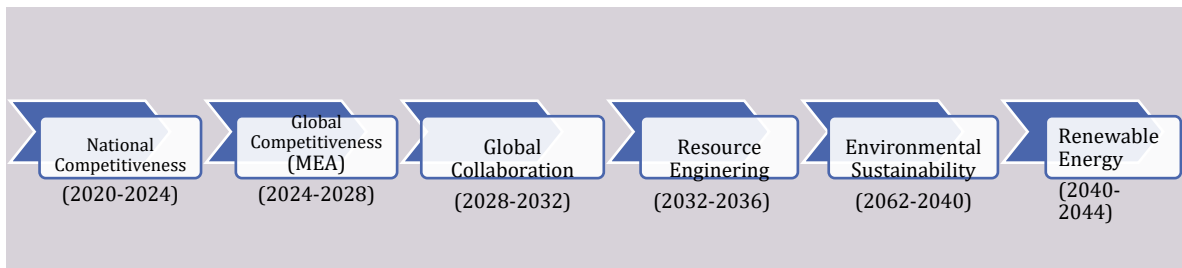 National
Competitiveness
(2020-2024)
Global
Competitiveness
(MEA)
(2024-2028)
Global
Collaboration
(2028-2032)
Resource
Enginering
(2032-2036)
Environmental
Sustainability
(2062-2040)
Renewable
Energy
(2040-
2044)